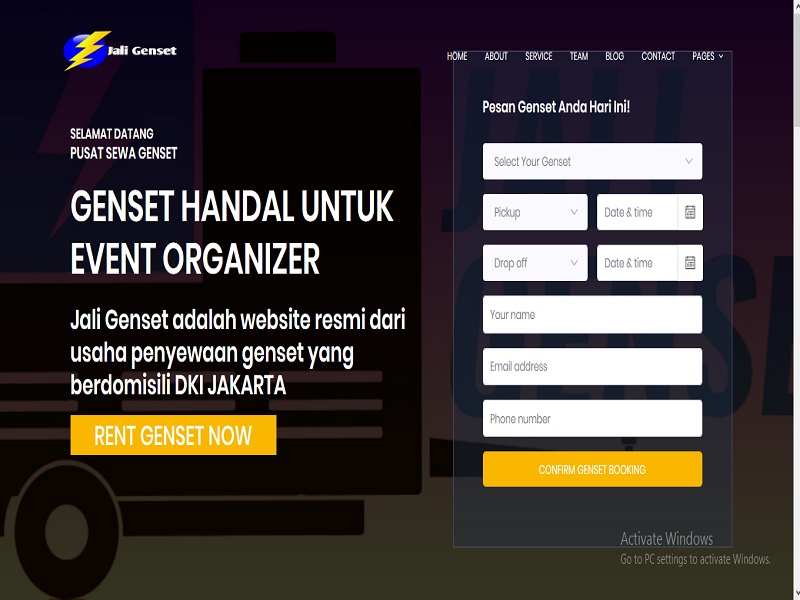 Jali Genset
HOME ABOUT SERVICE TEAM BLOG CONTACT PAGES
SELAMAT DATANG
PUSAT SEWA GENSET
GENSET HANDAL UNTUK
EVENT ORGANIZER
Jali Genset adalah website resmi dari
usaha penyewaan genset yang
berdomisili DKI JAKARTA
RENT GENSET NOW
Pesan Genset Anda Hari Ini!
Select Your Genset
Pickup Date & time
Drop off Date & time
Your name
Email address
Phone number
CONFIRM GENSET BOOKING
JALI
GENSET
Activate Windows
Go to PC settings to activate Windows.